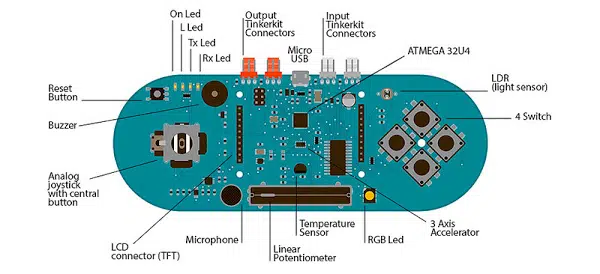 On Led
L Led
Tx Led
Rx Led
Output
Tinkerkit
Connectors
Micro
USB
Input
Tinkerkit
Connectors
ATMEGA 32U4
LDR
(light sensor)
4 Switch
Reset
Button
Buzzer
Analog
joystick
with central
button
LCD
connector (TFT)
Microphone
Linear
Potentiometer
Temperature
Sensor
RGB Led
3 Axis
Accelerator